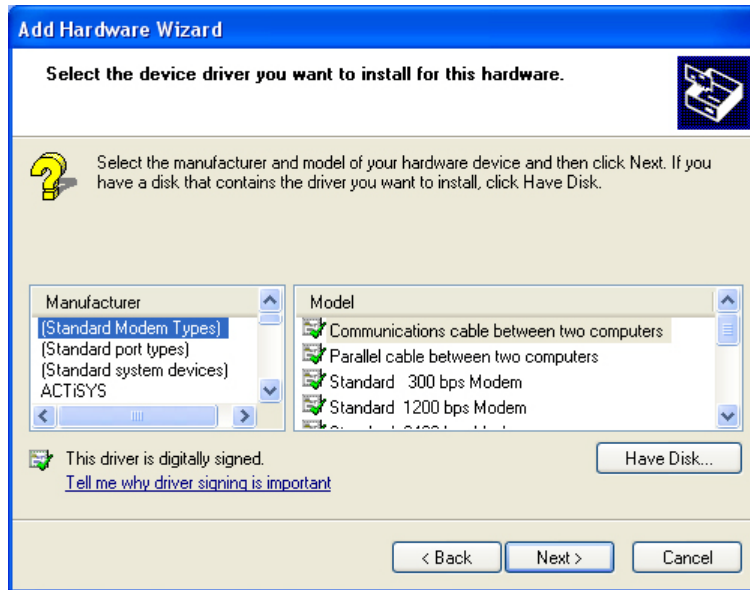 Add Hardware Wizard
Select the device driver you want to install for this hardware.
Select the manufacturer and model of your hardware device and then click Next. If you
have a disk that contains the driver you want to install, click Have Disk.
Manufacturer
(Standard Modem Types)
(Standard port types)
(Standard system devices)
ACTiSYS
Model
Communications cable between two computers
Parallel cable between two computers
Standard 300 bps Modem
Standard 1200 bps Modem
This driver is digitally signed.
Tell me why driver signing is important
Have Disk...
< Back
Next >
Cancel